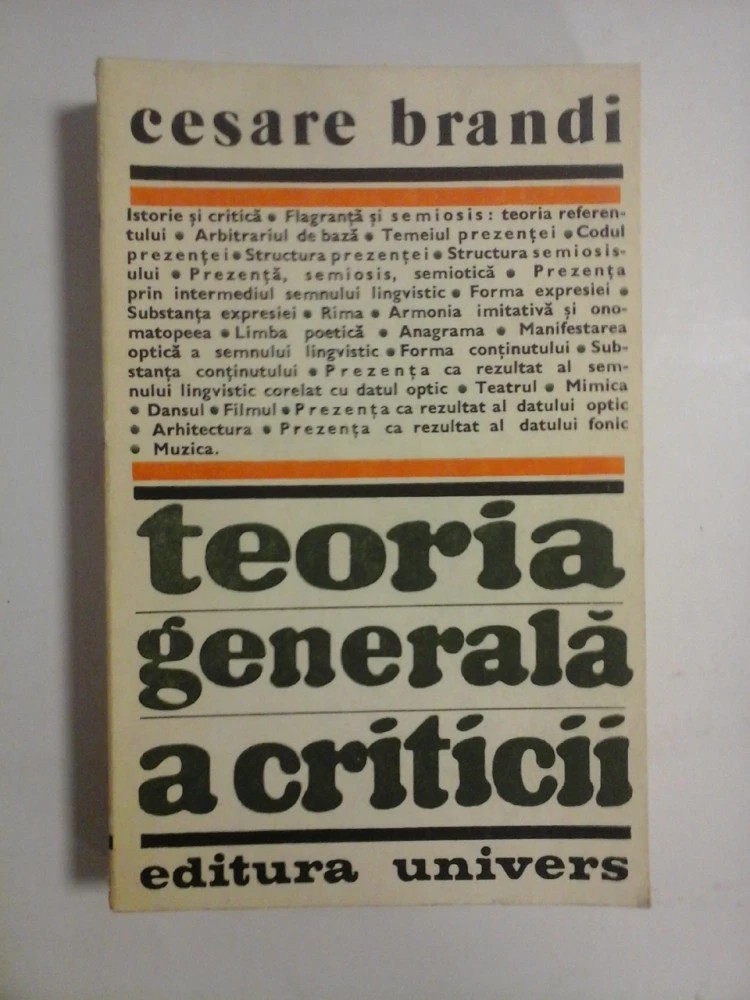 cesare brandi
Istorie și critică ● Flagranță și semiosis: teoria referen-
tului ● Arbitrariul de bază ● Temeiul prezenței ● Codul
prezenței ● Structura prezenței ● Structura semiosis-
ului ● Prezență, semiosis, semiotică ● Prezența
prin intermediul semnului lingvistic ● Forma expresiei ●
Substanța expresiei ● Rima ● Armonia imitativă și ono-
matopeea ● Limba poetică ● Anagrama ● Manifestarea
optică a semnului lingvistic ● Forma conținutului ● Sub-
stanța conținutului ● Prezența ca rezultat al sem-
nului lingvistic corelat cu datul optic ● Teatrul ● Mimica
● Dansul ● Filmul ● Prezența ca rezultat al datului optic
● Arhitectura ● Prezența ca rezultat al datului fonic
● Muzica.
teoria
generală
a criticii
editura univers